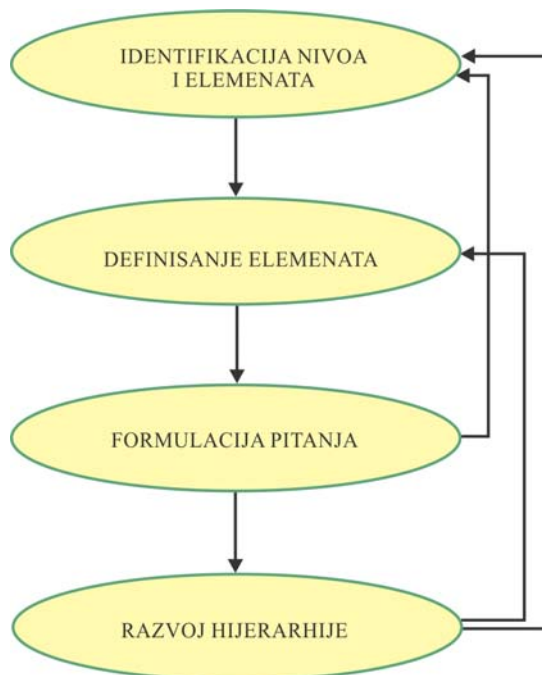 IDENTIFIKACIJA NIVOA
I ELEMENATA
DEFINISANJE ELEMENATA
FORMULACIJA PITANJA
RAZVOJ HIJERARHIJE